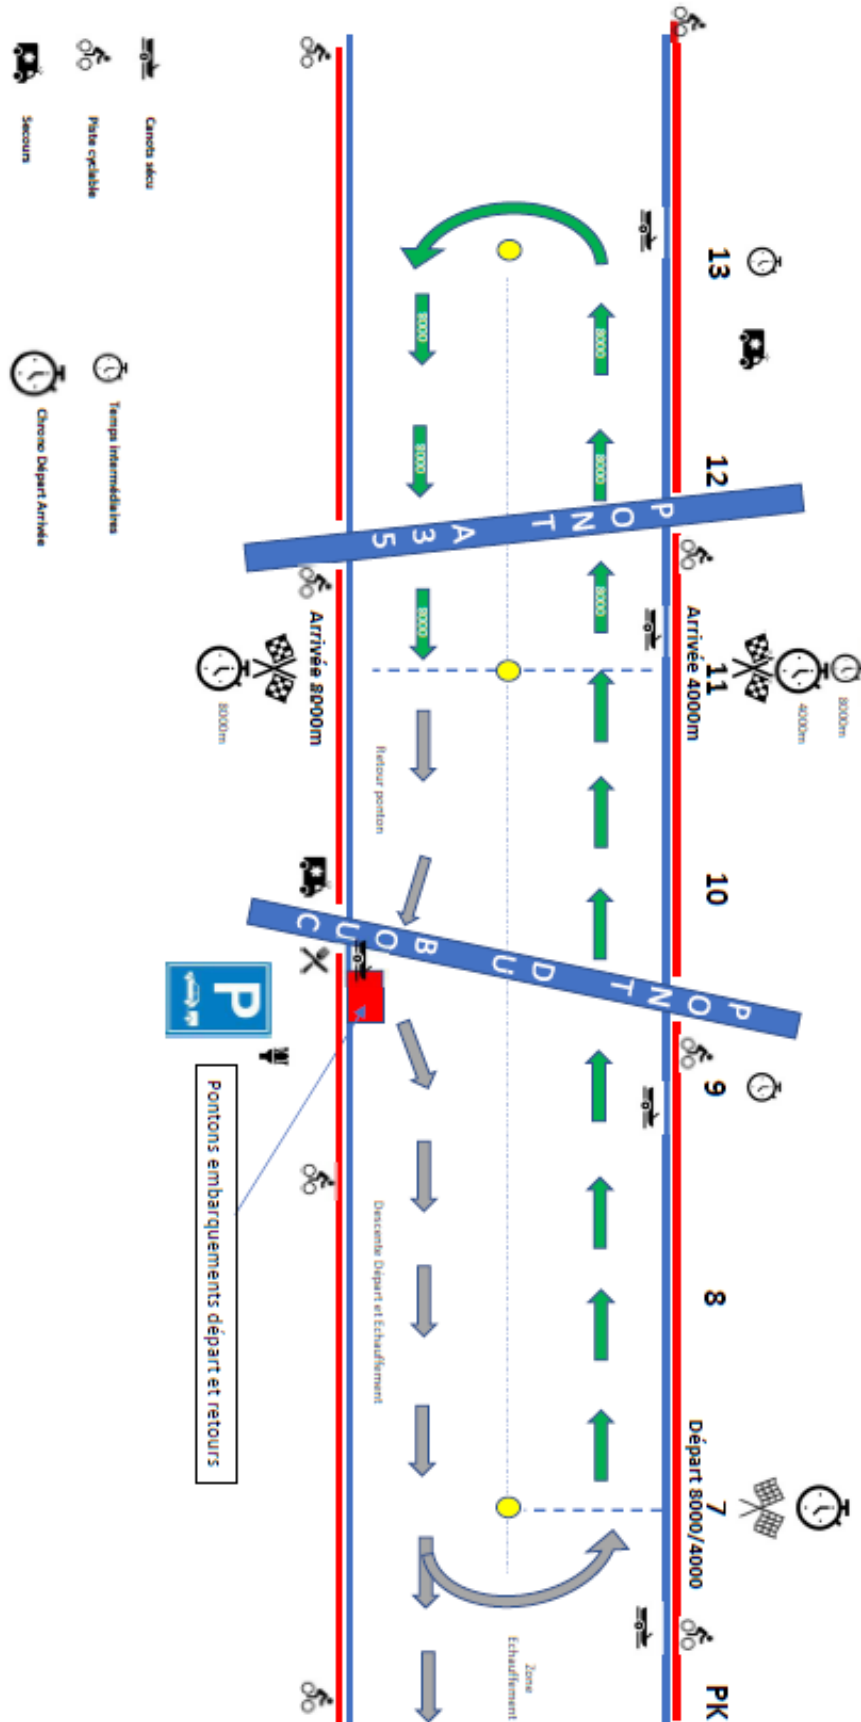 PK
7
8
9
10
11
12
13
Départ 8000/4000
Arrivée 4000m
8000m
4000m
Zone
Echauffement
8000
8000
8000
PONT DU BOUC
PONT A35
Descente Départ et Echauffement
Retour ponton
8000
8000
8000
Arrivée 8000m
8000m
P
Pontons embarquements départ et retours
Canots sécu
Piste cyclable
Secours
Temps intermédiaires
Chrono Départ Arrivée